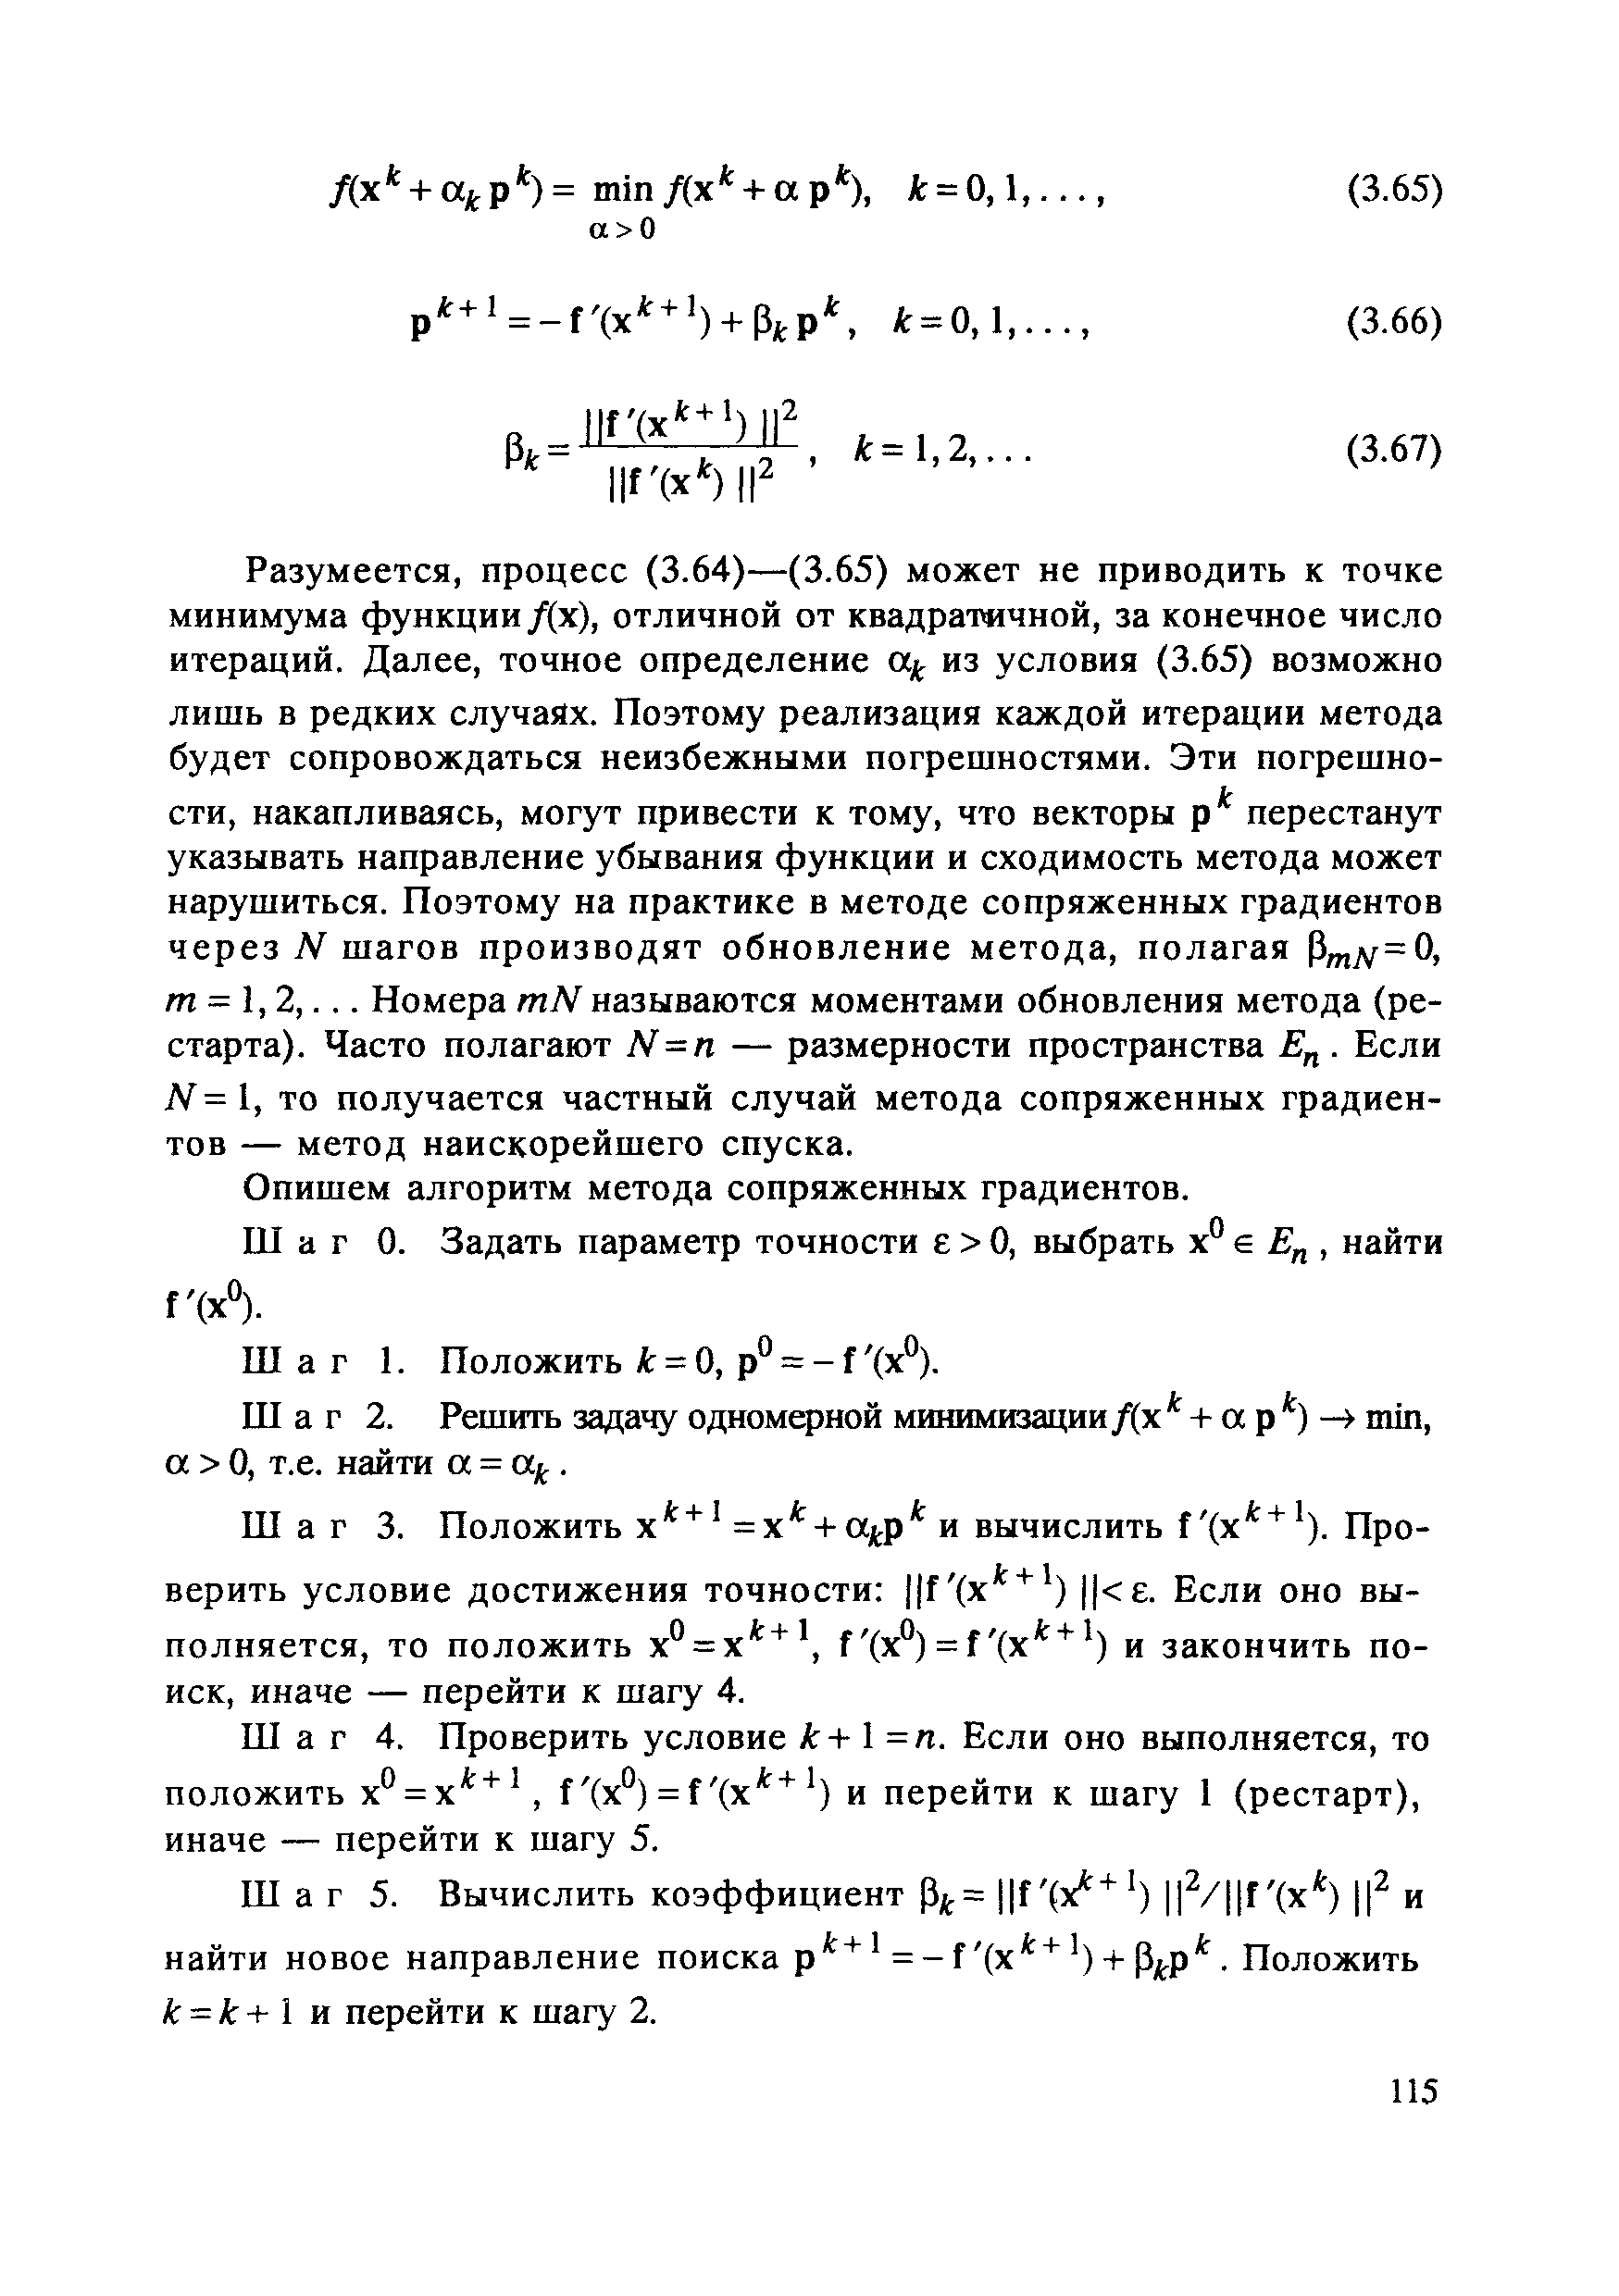 f(x^k + α_k p^k) = min f(x^k + α p^k), k = 0, 1, . . . , (3.65)
α > 0
p^{k+1} = – f ′(x^{k+1}) + β_k p^k, k = 0, 1, . . . , (3.66)
β_k = ||f ′(x^{k+1}) ||^2 / ||f ′(x^k) ||^2 , k = 1, 2, . . . (3.67)
Разумеется, процесс (3.64)—(3.65) может не приводить к точке
минимума функции f(x), отличной от квадратичной, за конечное число
итераций. Далее, точное определение α_k из условия (3.65) возможно
лишь в редких случаях. Поэтому реализация каждой итерации метода
будет сопровождаться неизбежными погрешностями. Эти погрешно-
сти, накапливаясь, могут привести к тому, что векторы p^k перестанут
указывать направление убывания функции и сходимость метода может
нарушиться. Поэтому на практике в методе сопряженных градиентов
через N шагов производят обновление метода, полагая β_{mN} = 0,
m = 1, 2, . . . Номера mN называются моментами обновления метода (ре-
старта). Часто полагают N = n — размерности пространства E_n . Если
N = 1, то получается частный случай метода сопряженных градиен-
тов — метод наискорейшего спуска.
Опишем алгоритм метода сопряженных градиентов.
Ш а г 0. Задать параметр точности ε > 0, выбрать x^0 ∈ E_n , найти
f ′(x^0).
Ш а г 1. Положить k = 0, p^0 = – f ′(x^0).
Ш а г 2. Решить задачу одномерной минимизации f(x^k + α p^k) → min,
α > 0, т.е. найти α = α_k .
Ш а г 3. Положить x^{k+1} = x^k + α_k p^k и вычислить f ′(x^{k+1}). Про-
верить условие достижения точности: ||f ′(x^{k+1}) || < ε. Если оно вы-
полняется, то положить x^0 = x^{k+1}, f ′(x^0) = f ′(x^{k+1}) и закончить по-
иск, иначе — перейти к шагу 4.
Ш а г 4. Проверить условие k + 1 = n. Если оно выполняется, то
положить x^0 = x^{k+1} , f ′(x^0) = f ′(x^{k+1}) и перейти к шагу 1 (рестарт),
иначе — перейти к шагу 5.
Ш а г 5. Вычислить коэффициент β_k = ||f ′(x^{k+1}) ||^2/||f ′(x^k) ||^2 и
найти новое направление поиска p^{k+1} = – f ′(x^{k+1}) + β_k p^k . Положить
k = k + 1 и перейти к шагу 2.
115